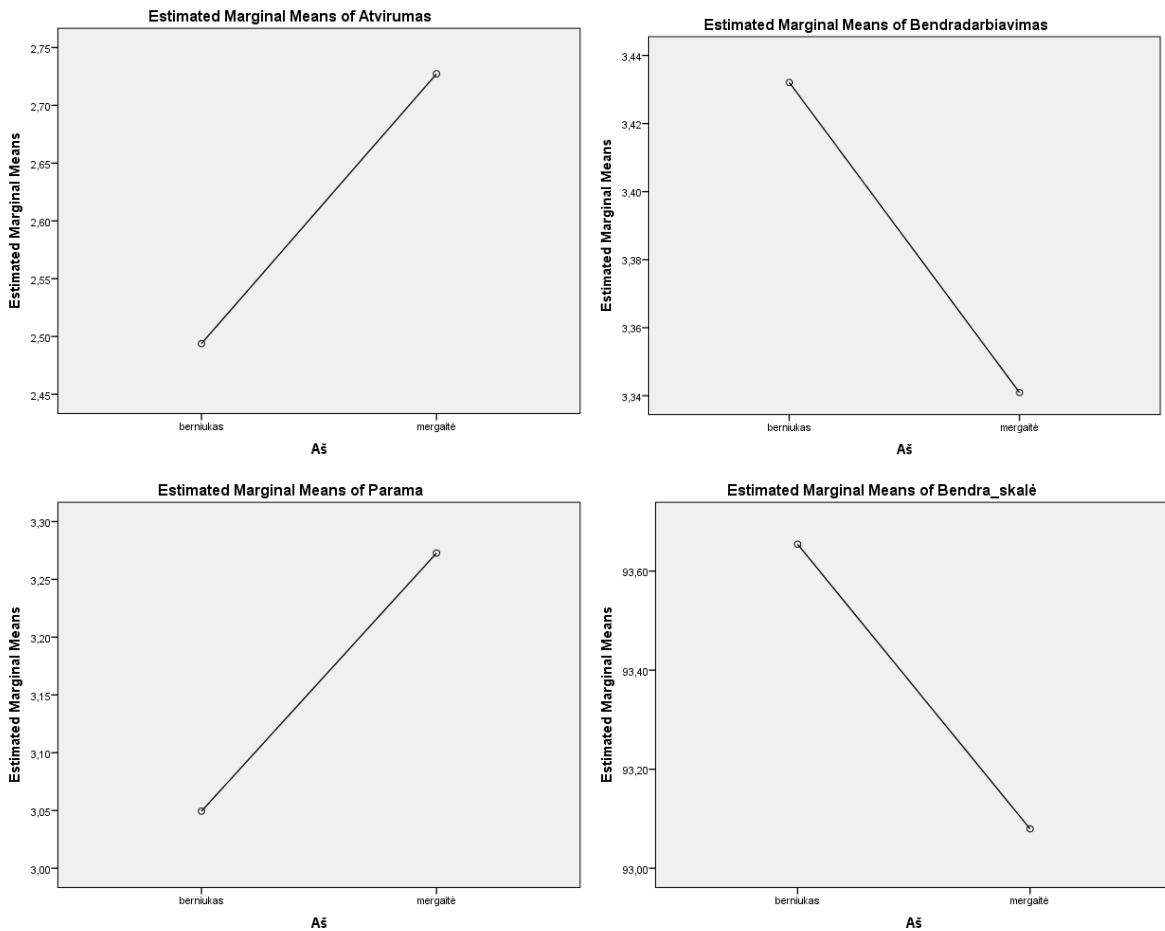 Estimated Marginal Means of Atvirumas
Estimated Marginal Means
2,75
2,70
2,65
2,60
2,55
2,50
2,45
berniukas
mergaitė
Aš
Estimated Marginal Means of Bendradarbiavimas
Estimated Marginal Means
3,44
3,42
3,40
3,38
3,36
3,34
berniukas
mergaitė
Aš
Estimated Marginal Means of Parama
Estimated Marginal Means
3,30
3,25
3,20
3,15
3,10
3,05
3,00
berniukas
mergaitė
Aš
Estimated Marginal Means of Bendra_skalė
Estimated Marginal Means
93,60
93,40
93,20
93,00
berniukas
mergaitė
Aš